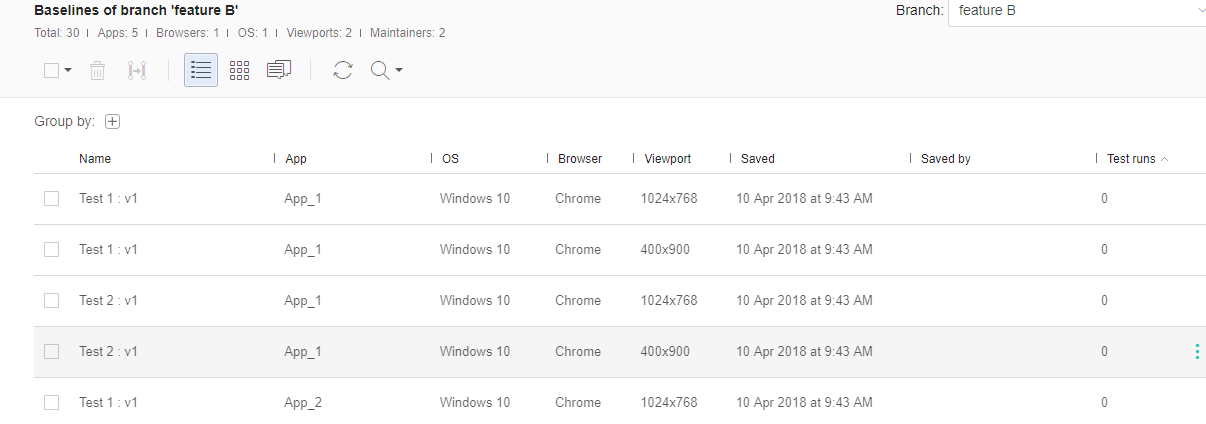 Baselines of branch 'feature B' Branch: feature B
Total: 30 | Apps: 5 | Browsers: 1 | OS: 1 | Viewports: 2 | Maintainers: 2
Group by:
Name | App | OS | Browser | Viewport | Saved | Saved by | Test runs
Test 1 : v1 App_1 Windows 10 Chrome 1024x768 10 Apr 2018 at 9:43 AM 0
Test 1 : v1 App_1 Windows 10 Chrome 400x900 10 Apr 2018 at 9:43 AM 0
Test 2 : v1 App_1 Windows 10 Chrome 1024x768 10 Apr 2018 at 9:43 AM 0
Test 2 : v1 App_1 Windows 10 Chrome 400x900 10 Apr 2018 at 9:43 AM 0
Test 1 : v1 App_2 Windows 10 Chrome 1024x768 10 Apr 2018 at 9:43 AM 0